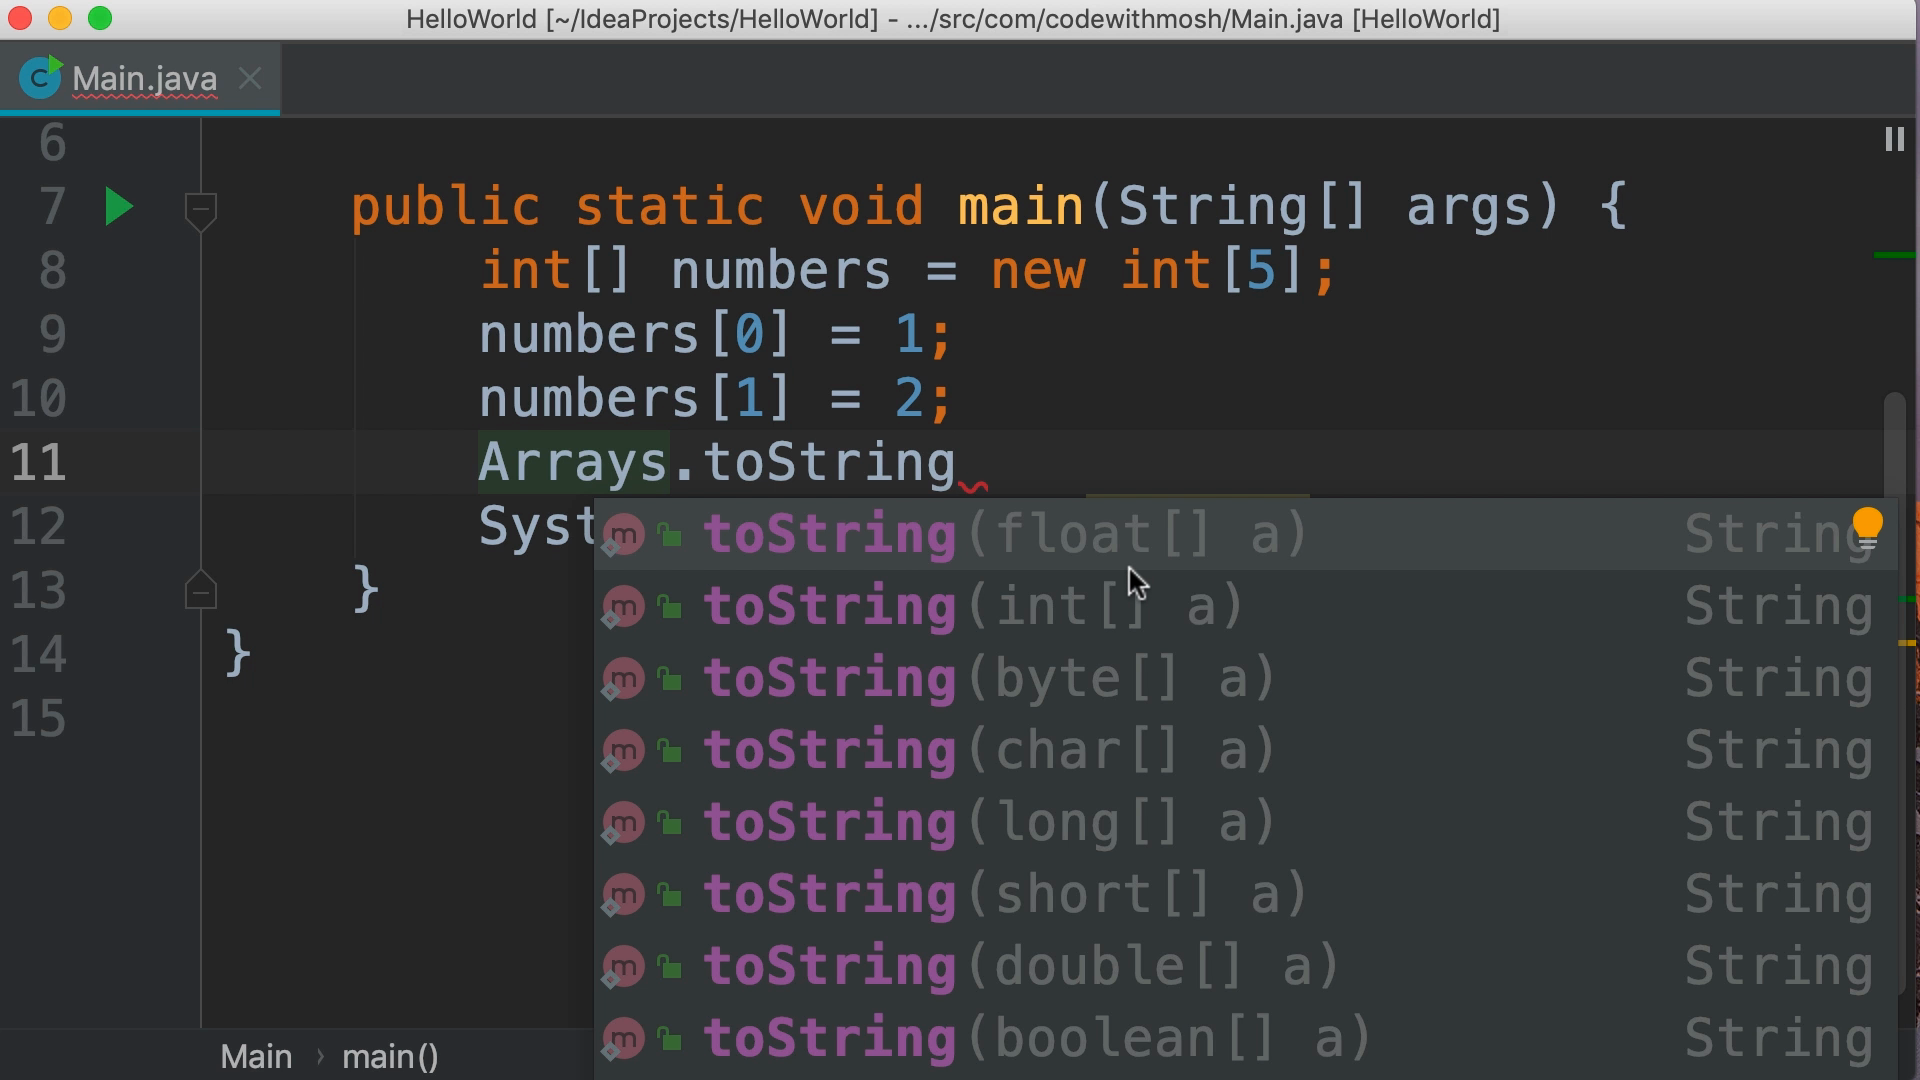 HelloWorld [~/IdeaProjects/HelloWorld] - .../src/com/codewithmosh/Main.java [HelloWorld]
Main.java
6
7 public static void main(String[] args) {
8 int[] numbers = new int[5];
9 numbers[0] = 1;
10 numbers[1] = 2;
11 Arrays.toString
12 Syst
m toString(float[] a) String
13 }
m toString(int[] a) String
14 }
m toString(byte[] a) String
15
m toString(char[] a) String
m toString(long[] a) String
m toString(short[] a) String
m toString(double[] a) String
m toString(boolean[] a) String
Main › main()